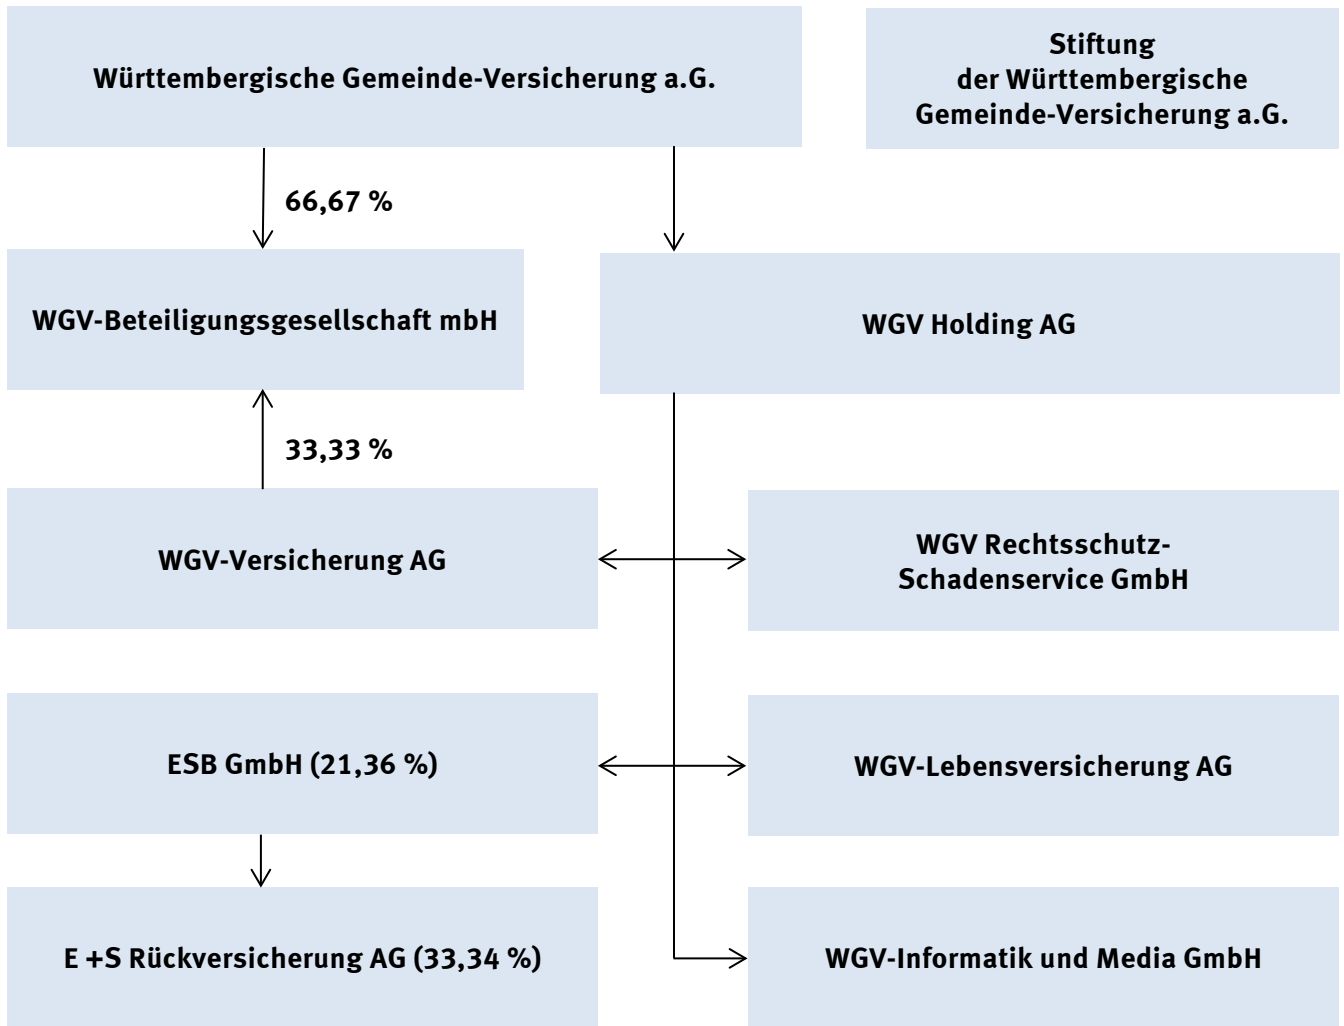 Württembergische Gemeinde-Versicherung a.G.
Stiftung
der Württembergische
Gemeinde-Versicherung a.G.
66,67 %
WGV-Beteiligungsgesellschaft mbH
WGV Holding AG
33,33 %
WGV-Versicherung AG
WGV Rechtsschutz-
Schadenservice GmbH
ESB GmbH (21,36 %)
WGV-Lebensversicherung AG
E +S Rückversicherung AG (33,34 %)
WGV-Informatik und Media GmbH